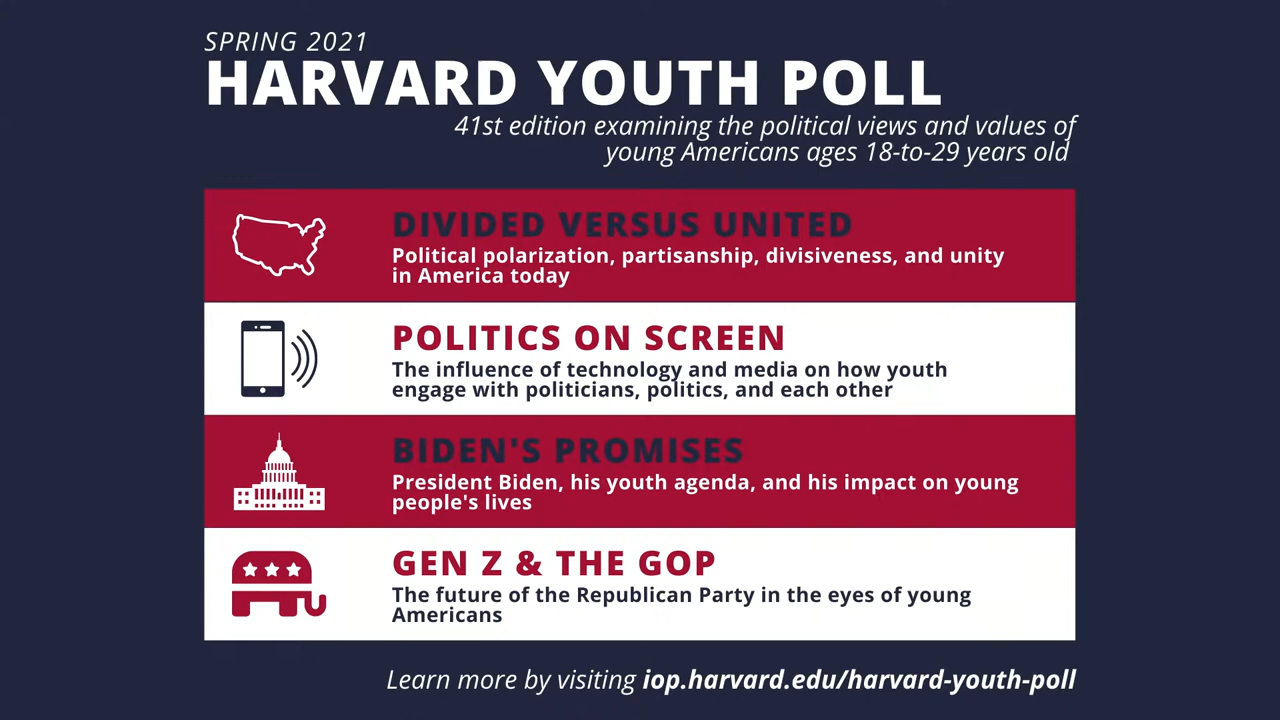 SPRING 2021
HARVARD YOUTH POLL
41st edition examining the political views and values of
young Americans ages 18-to-29 years old
DIVIDED VERSUS UNITED
Political polarization, partisanship, divisiveness, and unity
in America today
POLITICS ON SCREEN
The influence of technology and media on how youth
engage with politicians, politics, and each other
BIDEN'S PROMISES
President Biden, his youth agenda, and his impact on young
people's lives
GEN Z & THE GOP
The future of the Republican Party in the eyes of young
Americans
Learn more by visiting iop.harvard.edu/harvard-youth-poll